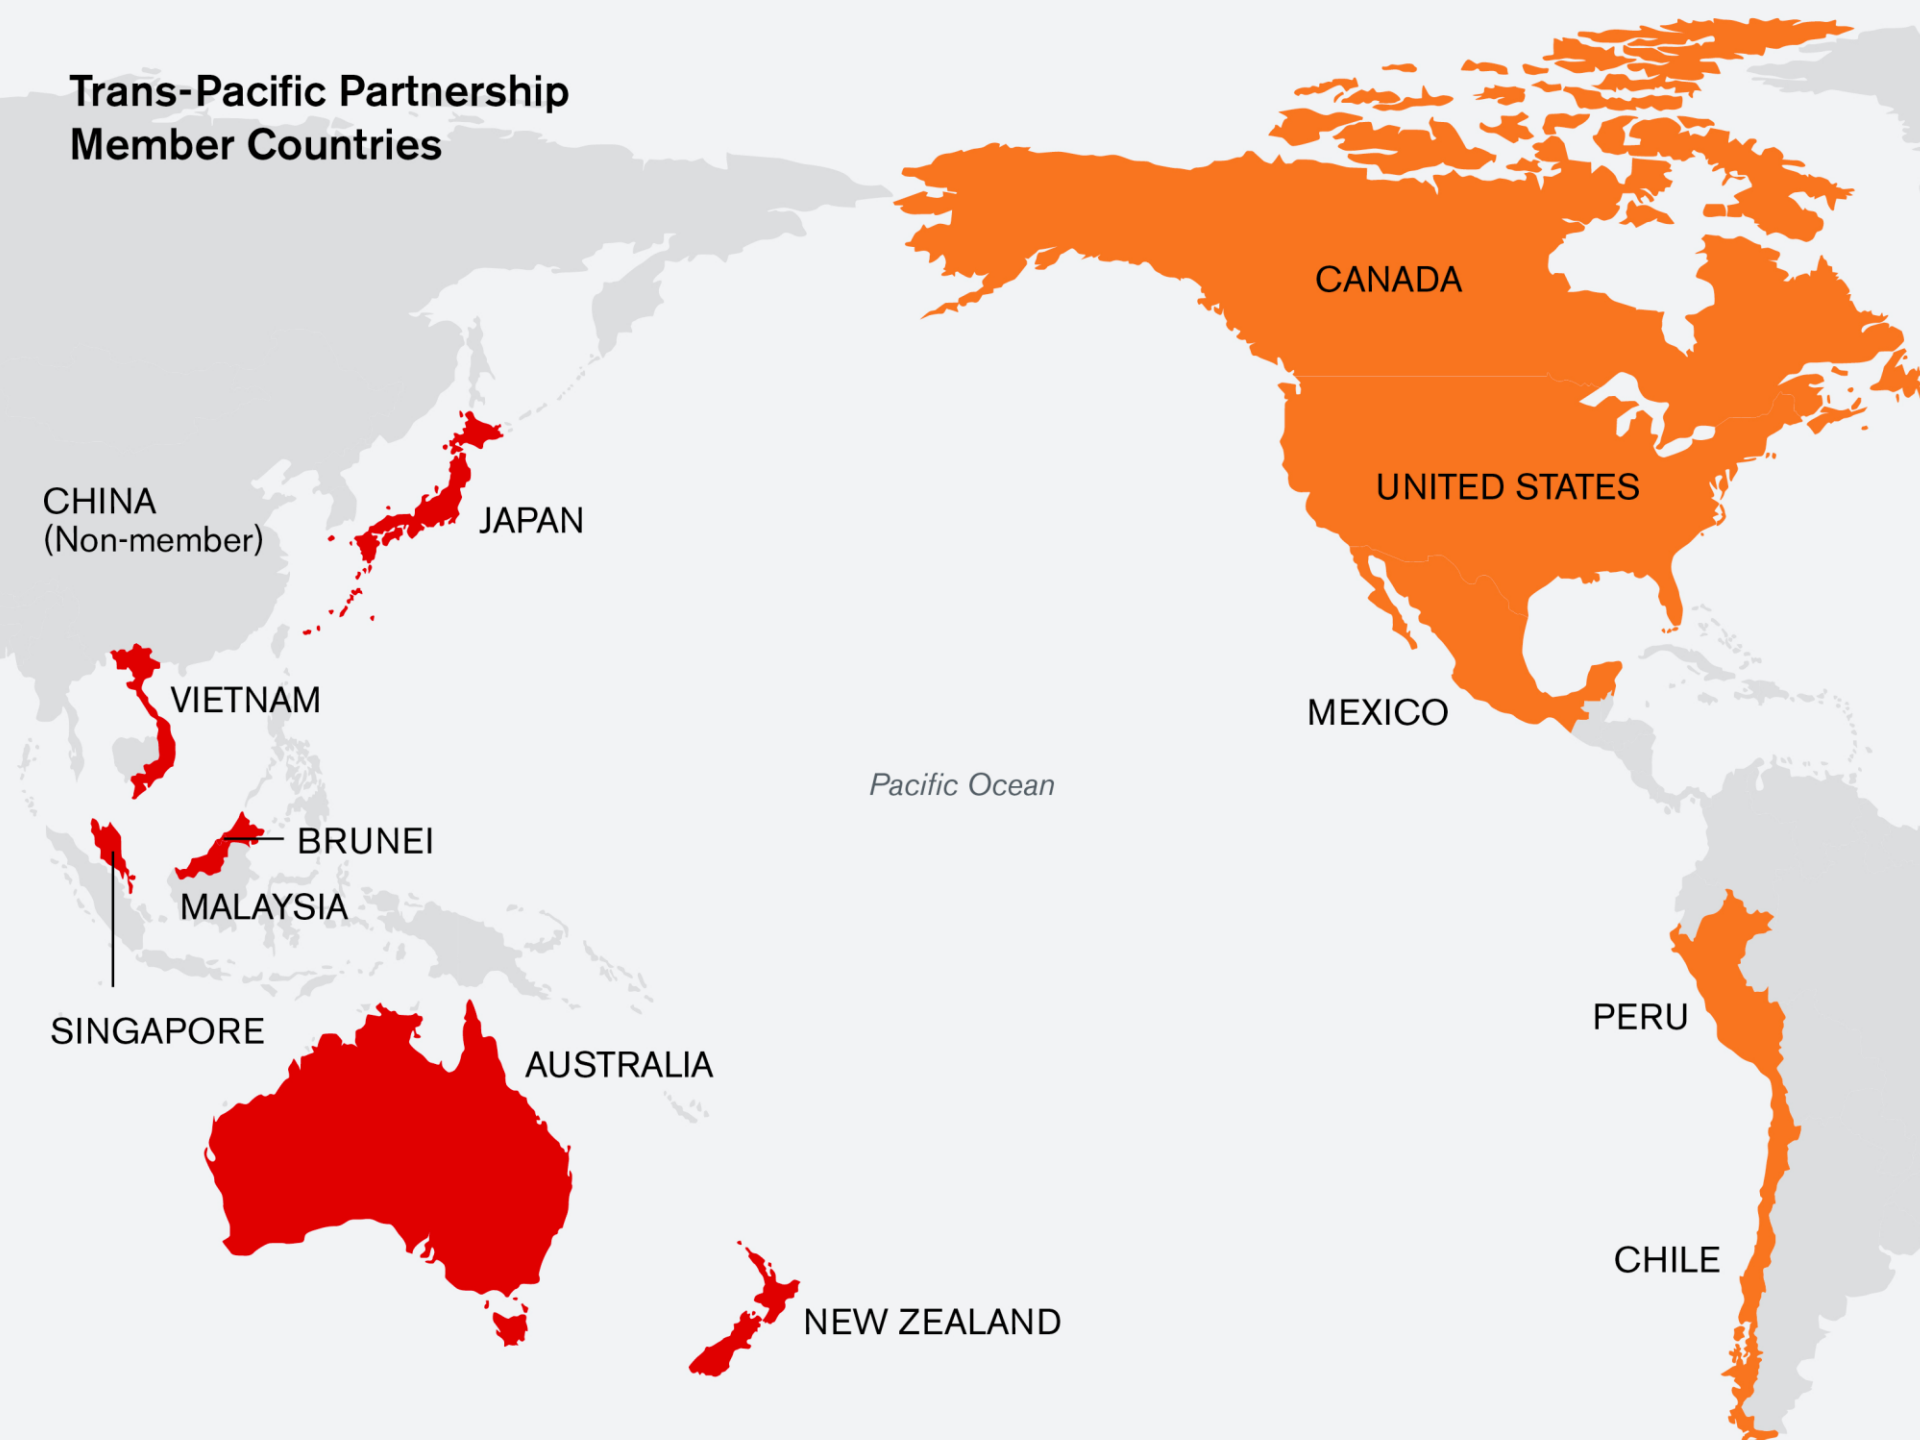 Trans-Pacific Partnership
Member Countries
CANADA
UNITED STATES
CHINA
(Non-member)
JAPAN
VIETNAM
MEXICO
Pacific Ocean
BRUNEI
MALAYSIA
SINGAPORE
PERU
AUSTRALIA
CHILE
NEW ZEALAND